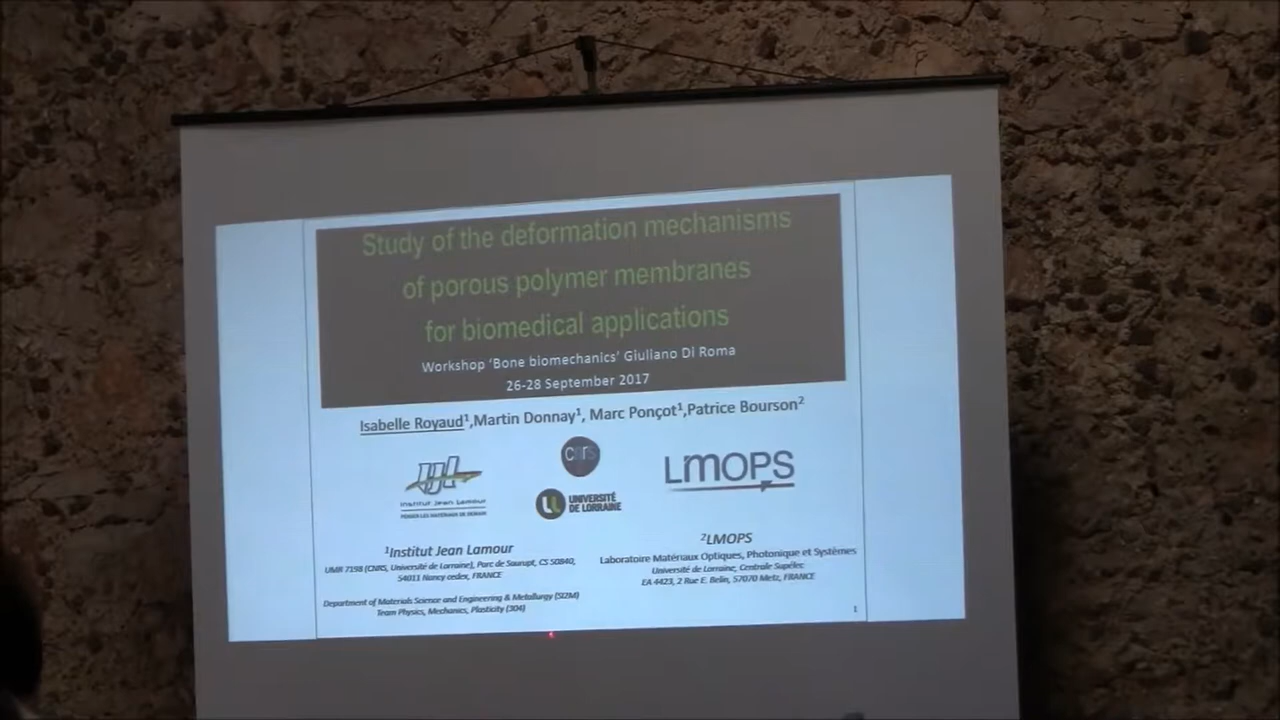 Study of the deformation mechanisms
of porous polymer membranes
for biomedical applications
Workshop 'Bone biomechanics' Giuliano Di Roma
26-28 September 2017
Isabelle Royaud¹,Martin Donnay¹, Marc Ponçot¹,Patrice Bourson²
cnrs
IJL
Institut Jean Lamour
LMOPS
UNIVERSITÉ
DE LORRAINE
¹Institut Jean Lamour
UMR 7198 (CNRS, Université de Lorraine), Parc de Saurupt, CS 50840,
54011 Nancy cedex, FRANCE
Department of Materials Science and Engineering & Metallurgy (SI2M)
Team Physics, Mechanics, Plasticity (304)
²LMOPS
Laboratoire Matériaux Optiques, Photonique et Systèmes
Université de Lorraine, Centrale Supélec
EA 4423, 2 Rue E. Belin, 57070 Metz, FRANCE
1